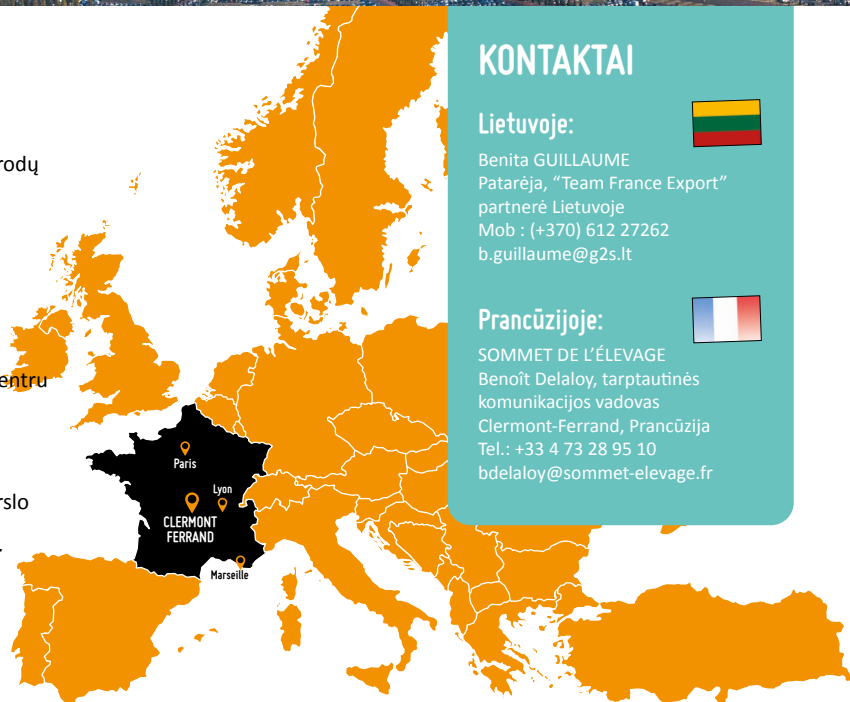 rodų
entru
rslo
Paris
Lyon
CLERMONT
FERRAND
Marseille
KONTAKTAI
Lietuvoje:
Benita GUILLAUME
Patarėja, “Team France Export”
partnerė Lietuvoje
Mob : (+370) 612 27262
b.guillaume@g2s.lt
Prancūzijoje:
SOMMET DE L’ÉLEVAGE
Benoît Delaloy, tarptautinės
komunikacijos vadovas
Clermont-Ferrand, Prancūzija
Tel.: +33 4 73 28 95 10
bdelaloy@sommet-elevage.fr